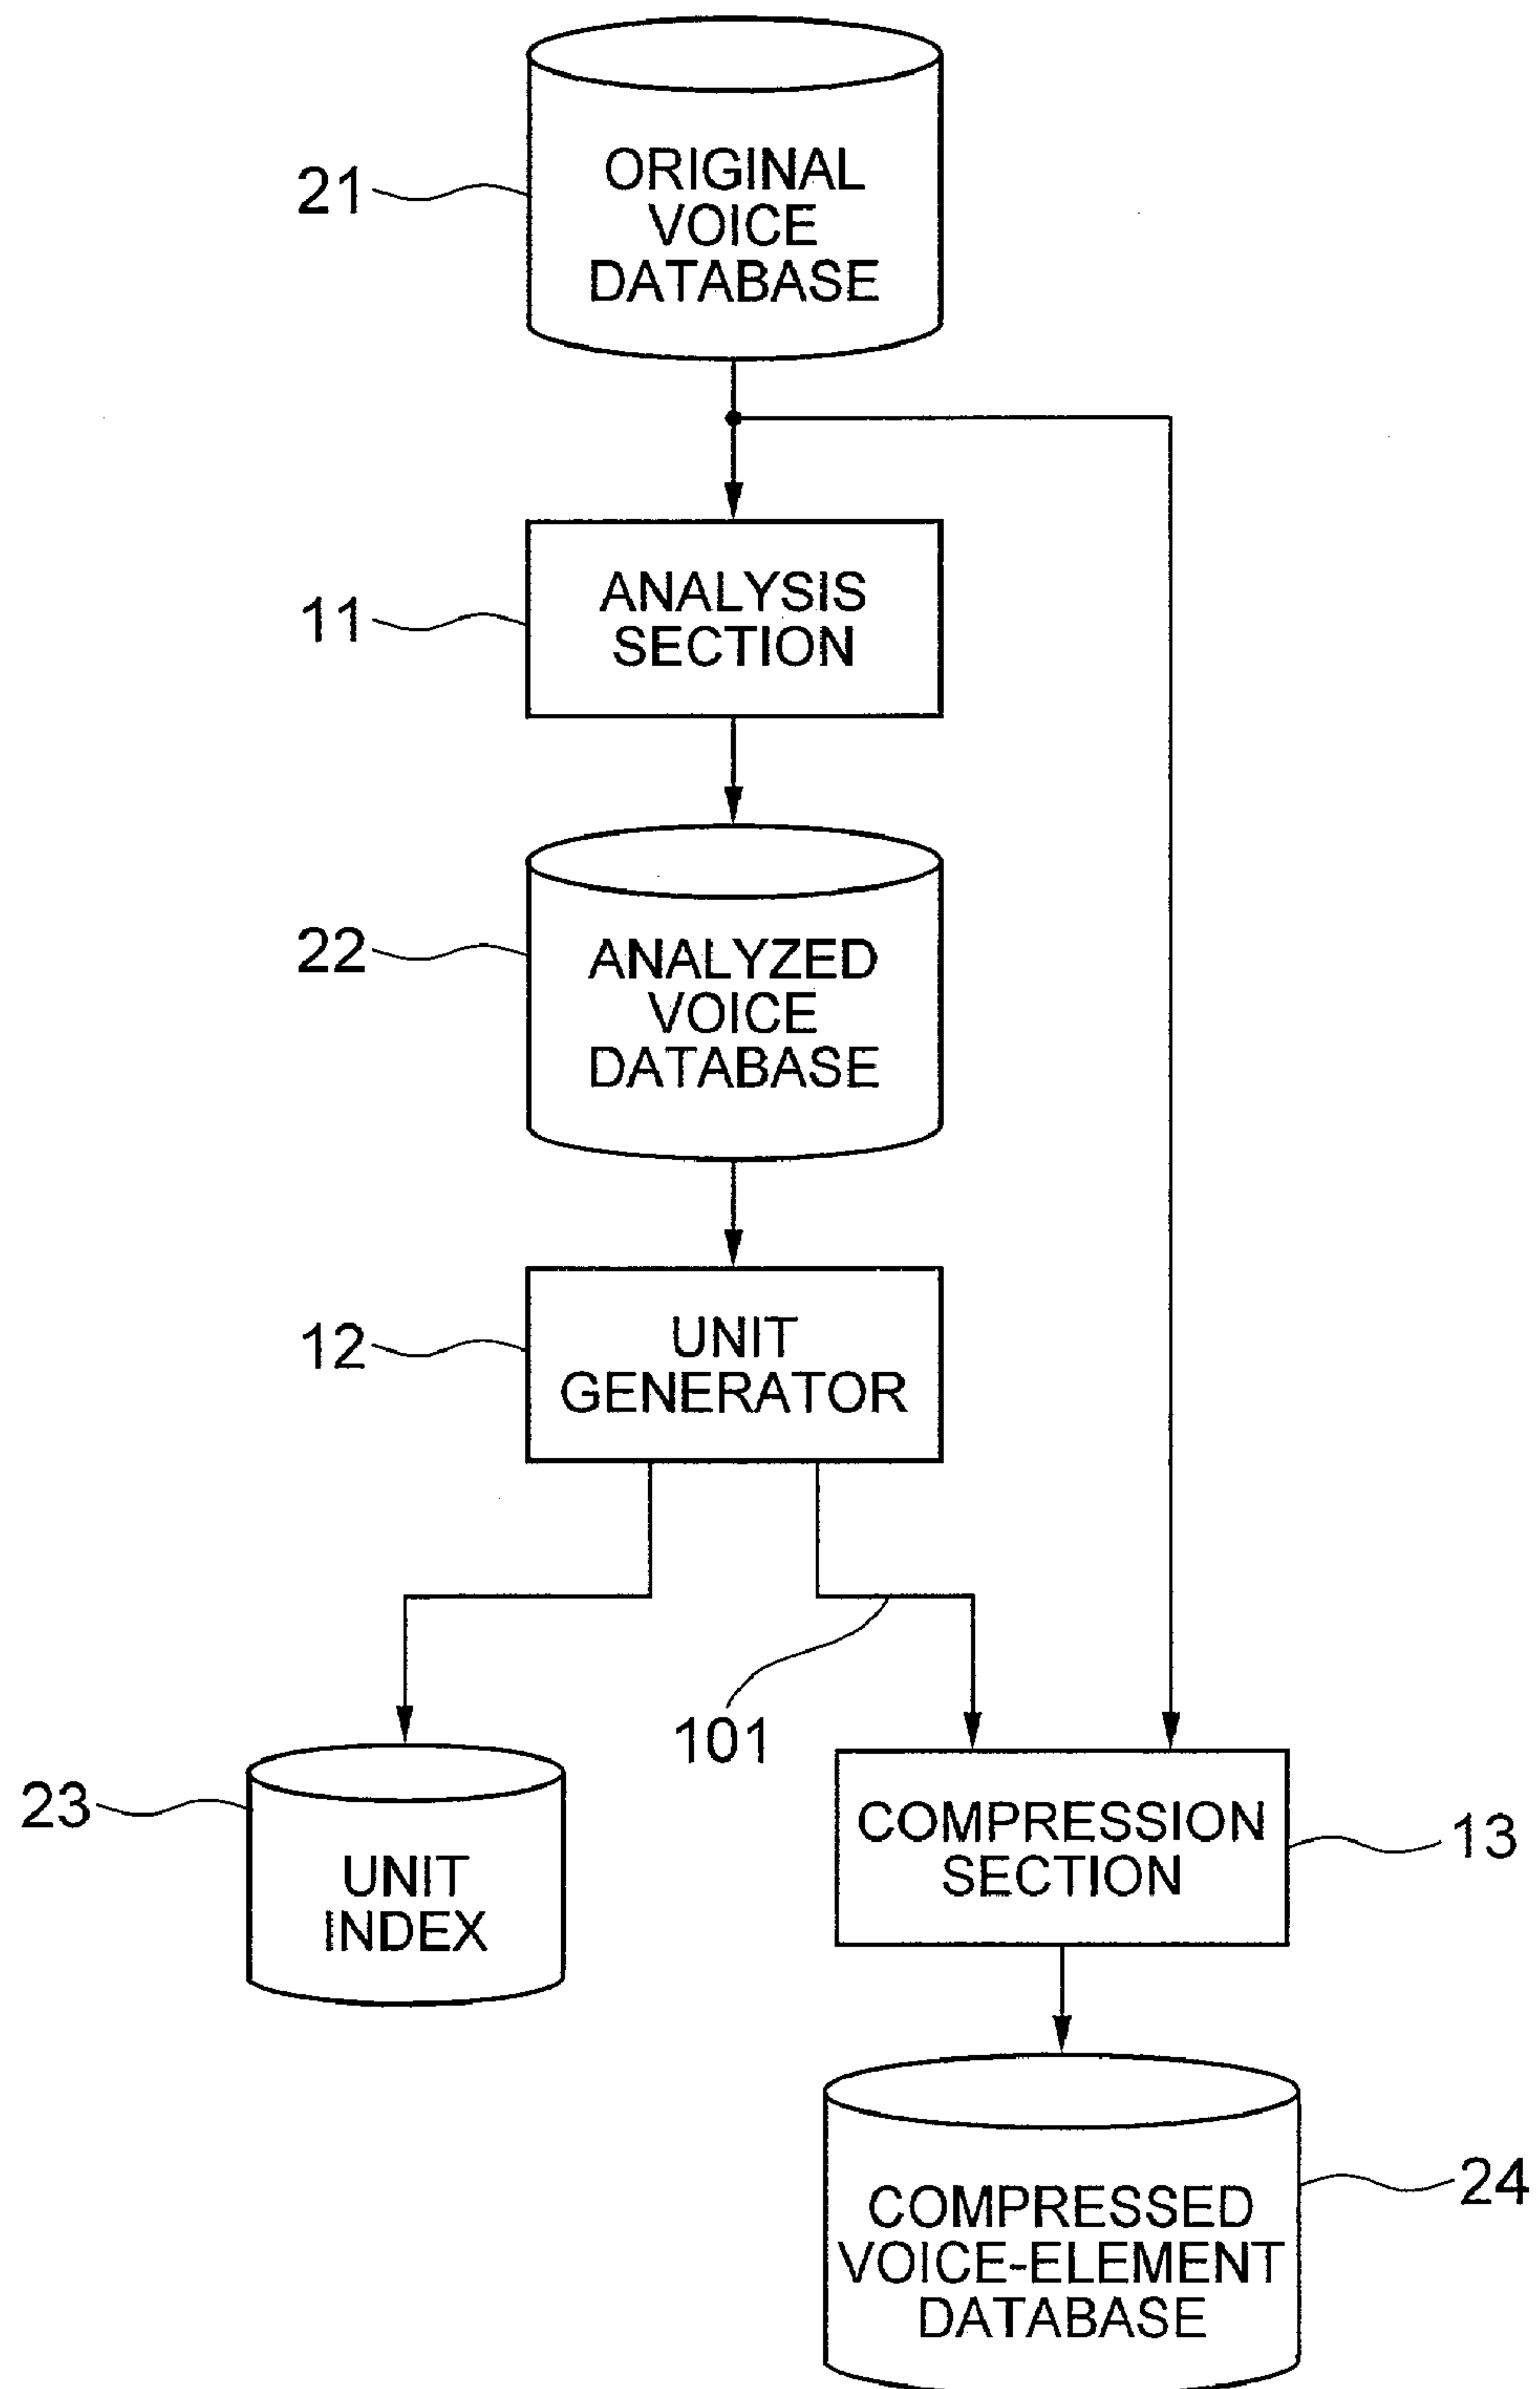 21
ORIGINAL
VOICE
DATABASE
11
ANALYSIS
SECTION
22
ANALYZED
VOICE
DATABASE
12
UNIT
GENERATOR
101
23
UNIT
INDEX
COMPRESSION
SECTION
13
24
COMPRESSED
VOICE-ELEMENT
DATABASE